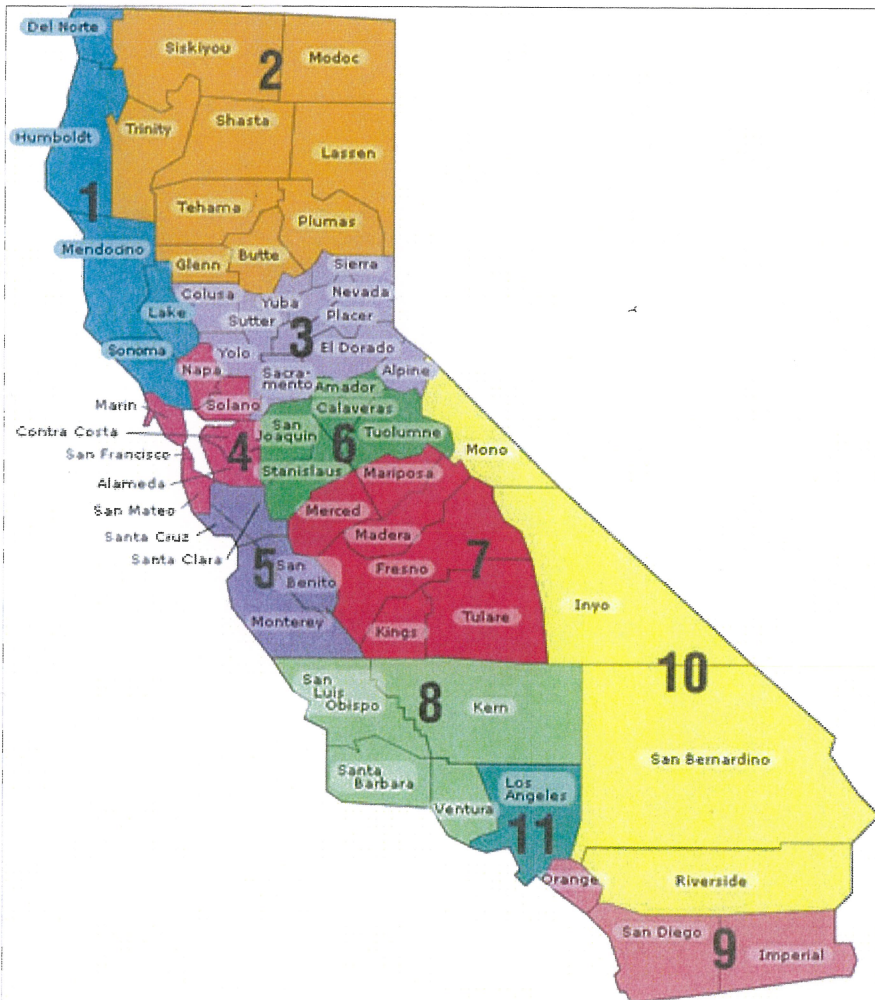 Del Norte
Siskiyou
2
Modoc
Humboldt
Trinity
Shasta
Lassen
1
Tehama
Plumas
Mendocino
Glenn
Butte
Sierra
Colusa
Yuba
Nevada
Lake
Sutter
Placer
3
Sonoma
Yolo
El Dorado
Napa
Sacra-
mento
Alpine
Amador
Marin
Solano
Calaveras
Contra Costa
San
Joaquin
Tuolumne
San Francisco
4
6
Mono
Alameda
Stanislaus
Mariposa
San Mateo
Merced
Santa Cruz
Madera
Santa Clara
5
San
Benito
Fresno
7
Inyo
Monterey
Kings
Tulare
10
San
Luis
Obispo
8
Kern
San Bernardino
Santa
Barbara
Los
Angeles
Ventura
11
Orange
Riverside
San Diego
9
Imperial